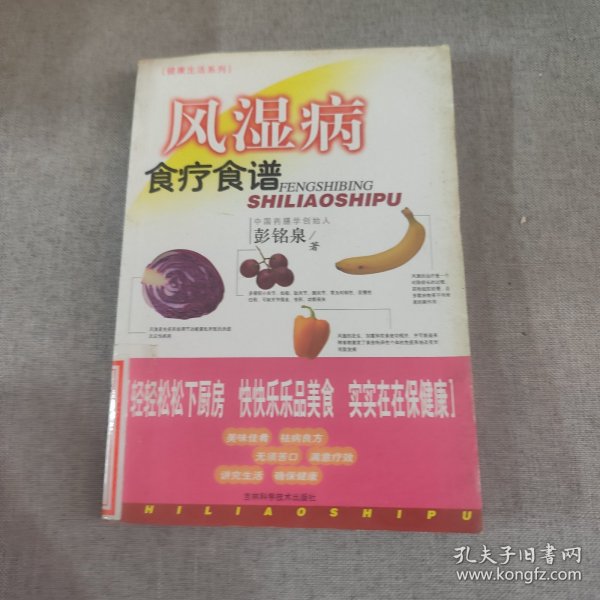 [健康生活系列]
风湿病
食疗食谱
FENGSHIBING
SHILIAOSHIPU
中国药膳学创始人
彭铭泉/著
[轻轻松松下厨房 快快乐乐品美食 实实在在保健康]
美味佳肴 祛病良方
无须苦口 满意疗效
讲究生活 确保健康
吉林科学技术出版社
HILIAOSHIPU
孔夫子旧书网
www.kongfz.com